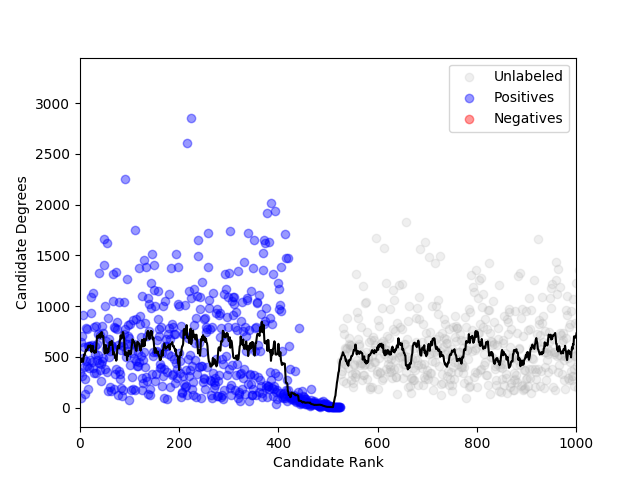 Unlabeled
Positives
Negatives
3000
2500
2000
1500
1000
500
0
Candidate Degrees
0 200 400 600 800 1000
Candidate Rank